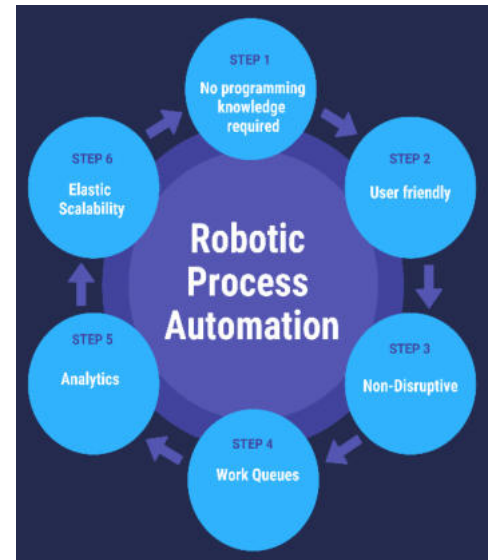 STEP 1
No programming
knowledge
required
STEP 2
User friendly
STEP 3
Non-Disruptive
STEP 4
Work Queues
STEP 5
Analytics
STEP 6
Elastic
Scalability
Robotic
Process
Automation